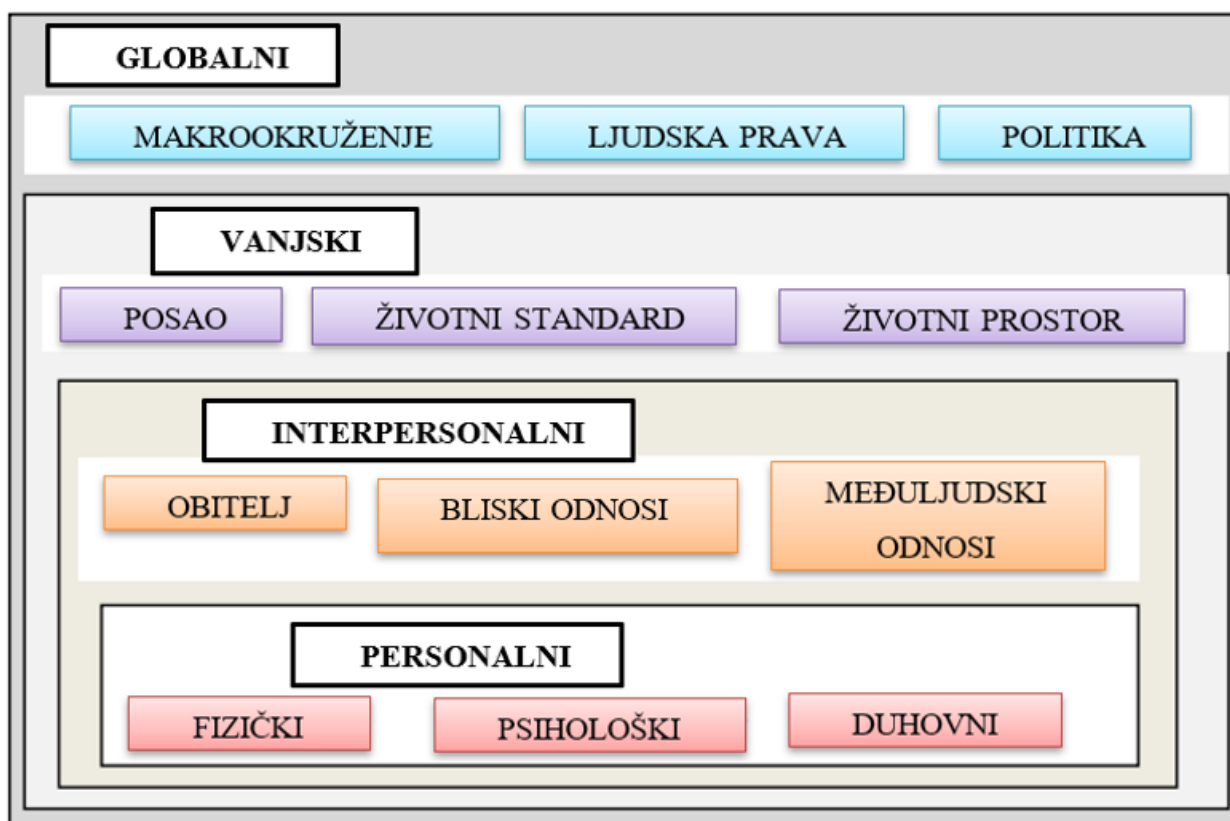 GLOBALNI
MAKROOKRUŽENJE
LJUDSKA PRAVA
POLITIKA
VANJSKI
POSAO
ŽIVOTNI STANDARD
ŽIVOTNI PROSTOR
INTERPERSONALNI
OBITELJ
BLISKI ODNOSI
MEĐULJUDSKI
ODNOSI
PERSONALNI
FIZIČKI
PSIHOLOŠKI
DUHOVNI